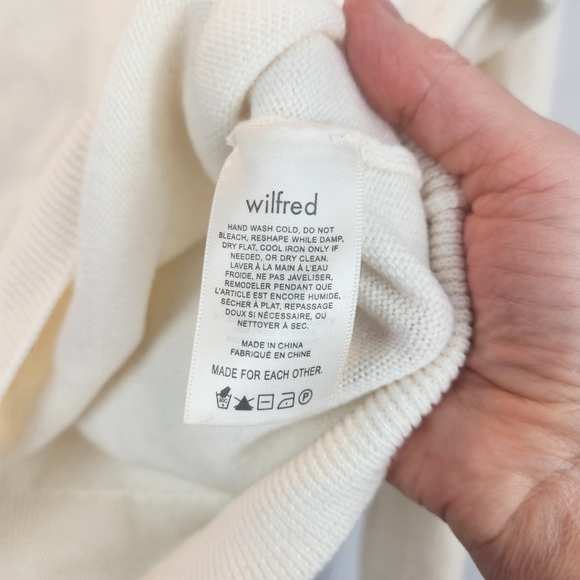 wilfred
HAND WASH COLD, DO NOT
BLEACH, RESHAPE WHILE DAMP,
DRY FLAT, COOL IRON ONLY IF
NEEDED, OR DRY CLEAN.
LAVER À LA MAIN À L'EAU
FROIDE, NE PAS JAVELISER,
REMODELER PENDANT QUE
L'ARTICLE EST ENCORE HUMIDE,
SÉCHER À PLAT, REPASSAGE
DOUX SI NÉCESSAIRE, OU
NETTOYER À SEC.
MADE IN CHINA
FABRIQUÉ EN CHINE
MADE FOR EACH OTHER.
P